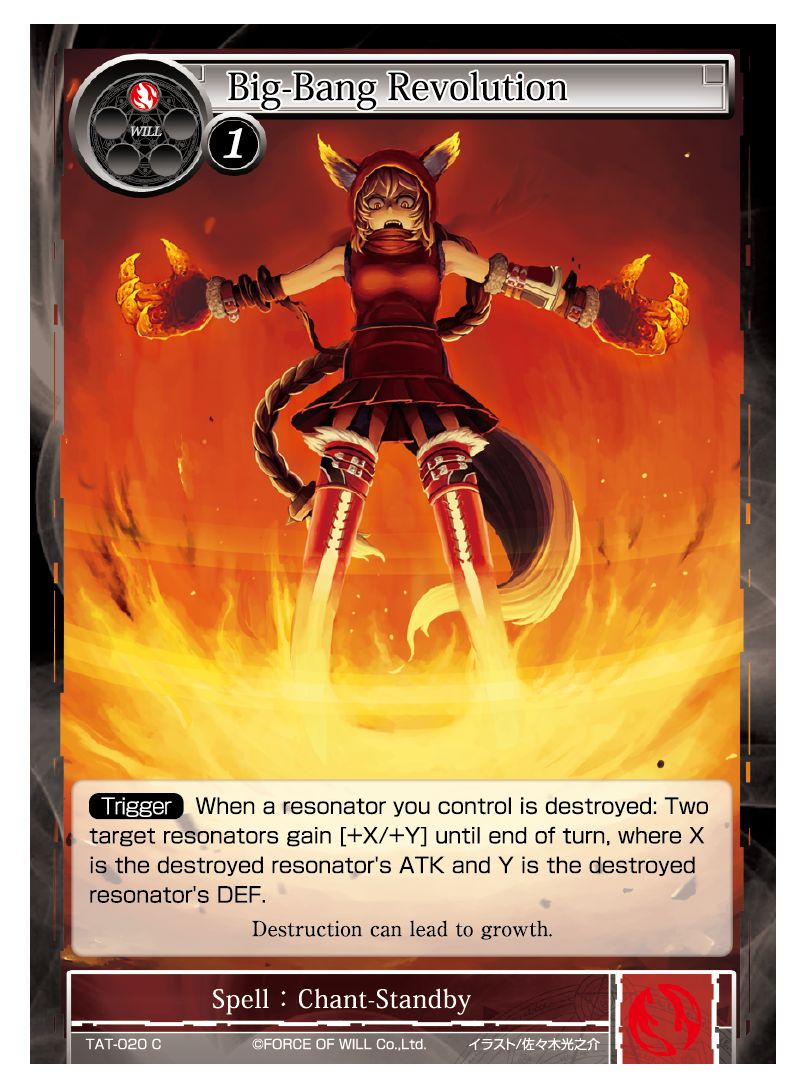 Big-Bang Revolution
WILL
1
Trigger When a resonator you control is destroyed: Two
target resonators gain [+X/+Y] until end of turn, where X
is the destroyed resonator's ATK and Y is the destroyed
resonator's DEF.
Destruction can lead to growth.
Spell : Chant-Standby
TAT-020 C ©FORCE OF WILL Co.,Ltd. イラスト/佐々木光之介